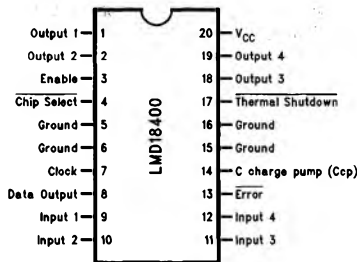 Output 1 1 20 VCC
Output 2 2 19 Output 4
Enable 3 18 Output 3
Chip Select 4 17 Thermal Shutdown
Ground 5 16 Ground
Ground 6 15 Ground
Clock 7 14 C charge pump (Ccp)
Data Output 8 13 Error
Input 1 9 12 Input 4
Input 2 10 11 Input 3
LMD18400